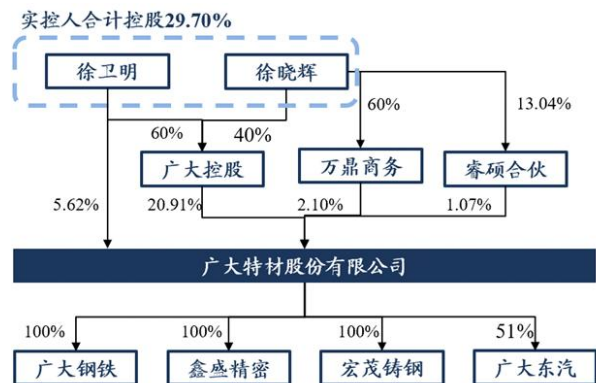 实控人合计控股29.70%
徐卫明
徐晓辉
60%
40%
60%
13.04%
广大控股
万鼎商务
睿硕合伙
5.62%
20.91%
2.10%
1.07%
广大特材股份有限公司
100%
100%
100%
51%
广大钢铁
鑫盛精密
宏茂铸钢
广大东汽